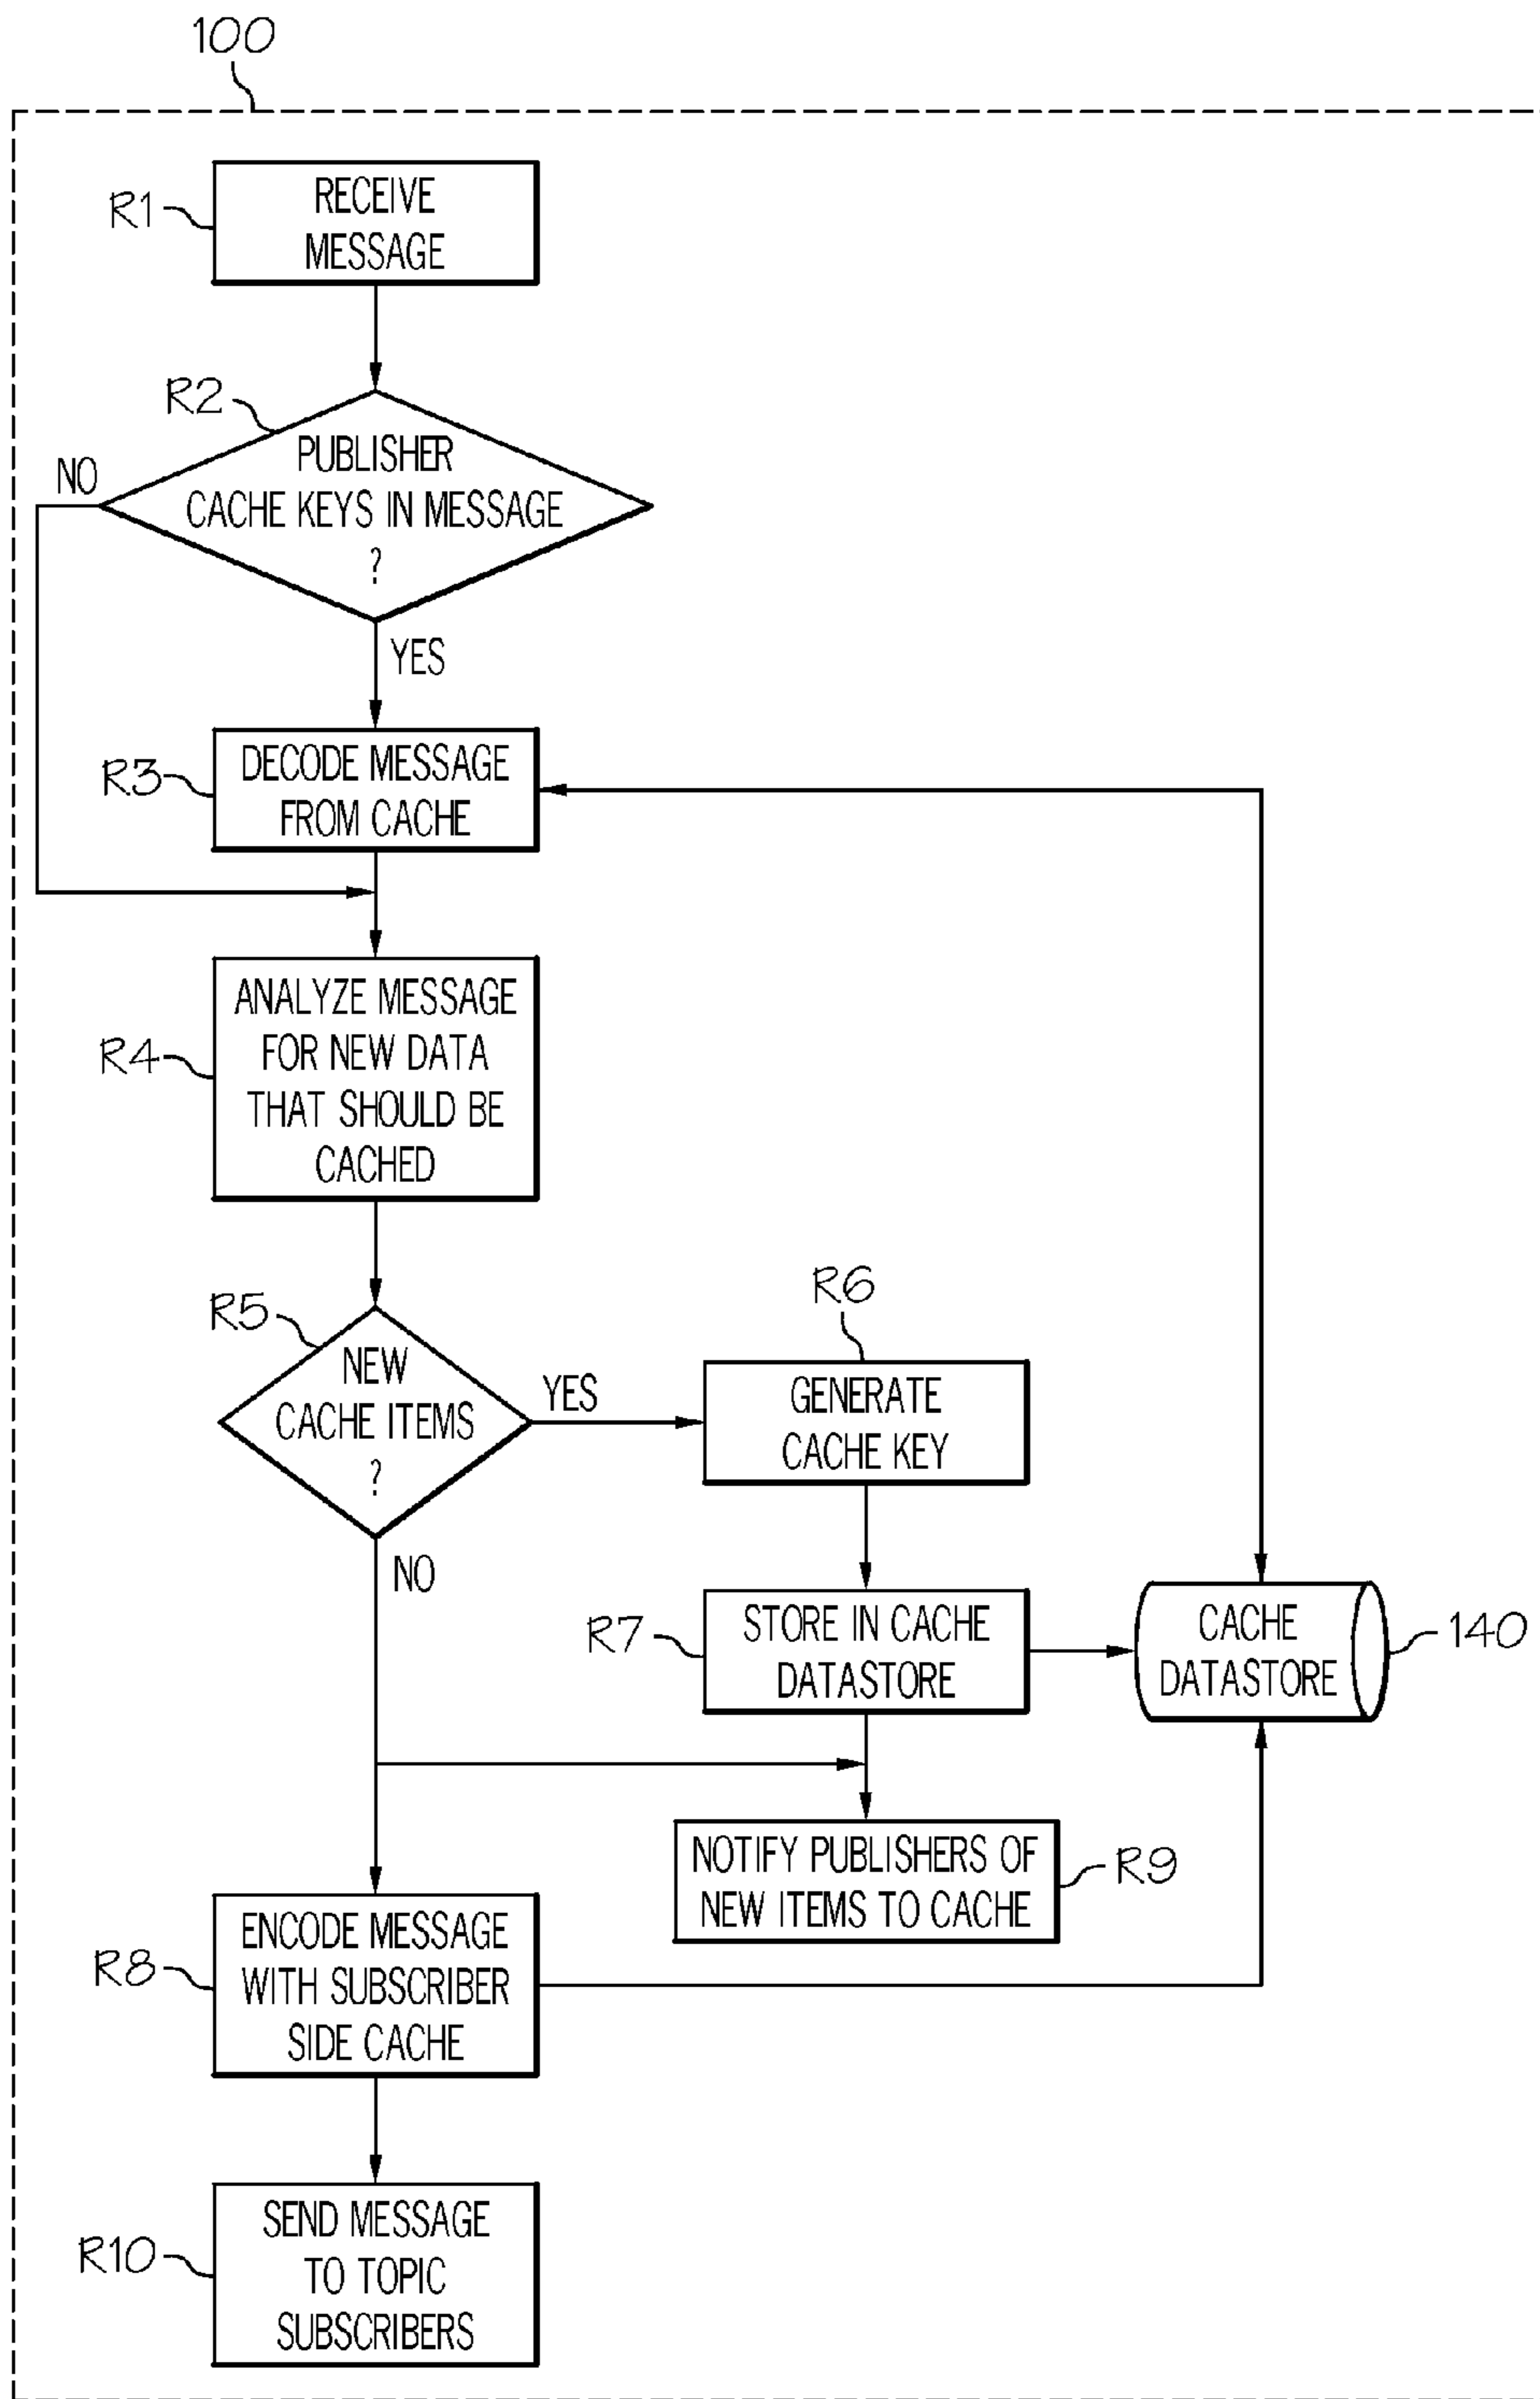 100
R1
RECEIVE
MESSAGE
R2
PUBLISHER
CACHE KEYS IN MESSAGE
?
NO
YES
R3
DECODE MESSAGE
FROM CACHE
R4
ANALYZE MESSAGE
FOR NEW DATA
THAT SHOULD BE
CACHED
R5
NEW
CACHE ITEMS
?
YES
NO
R6
GENERATE
CACHE KEY
R7
STORE IN CACHE
DATASTORE
CACHE
DATASTORE
140
NOTIFY PUBLISHERS OF
NEW ITEMS TO CACHE
R9
R8
ENCODE MESSAGE
WITH SUBSCRIBER
SIDE CACHE
R10
SEND MESSAGE
TO TOPIC
SUBSCRIBERS